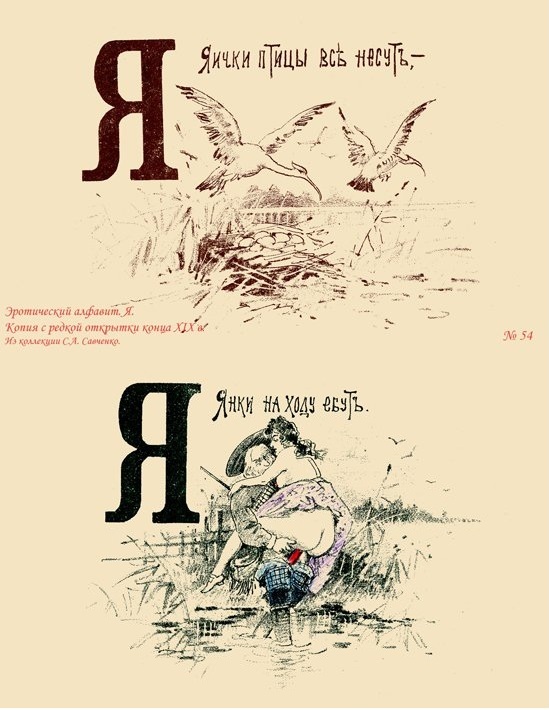 Я
Яички птицы всѣ несутъ,—
Эротический алфавит. Я.
Копия с редкой открытки конца XIX в.
Из коллекции С.А. Савченко.
№ 54
Я
Янки на ходу ебутъ.